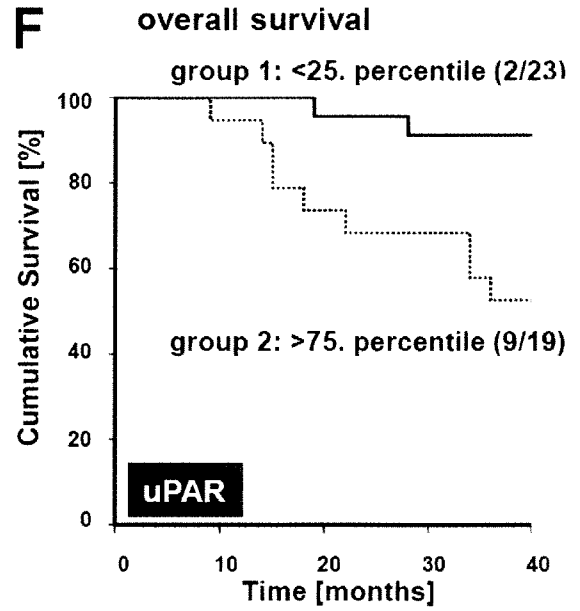 F
overall survival
group 1: <25. percentile (2/23)
100
80
60
40
20
0
Cumulative Survival [%]
group 2: >75. percentile (9/19)
uPAR
0 10 20 30 40
Time [months]